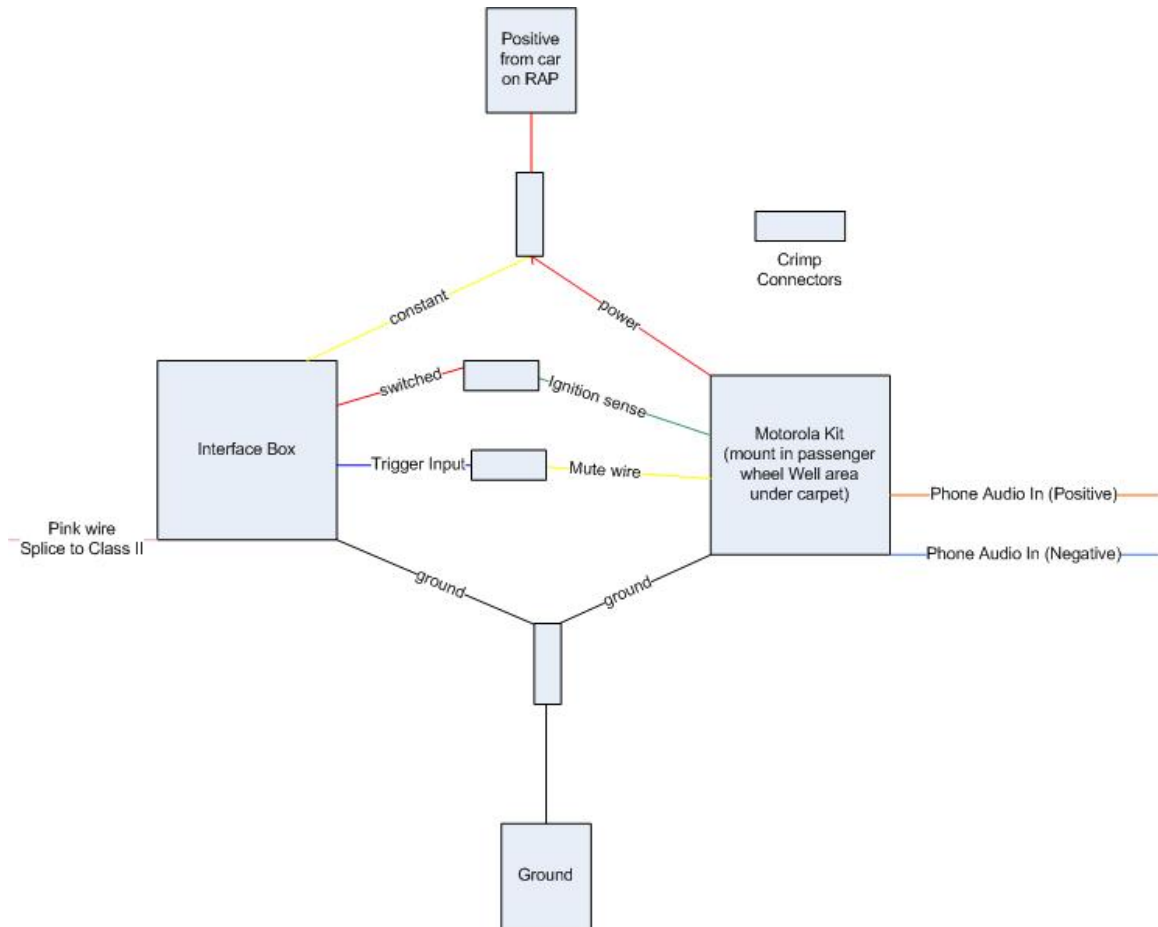 Positive
from car
on RAP
Crimp
Connectors
constant
power
switched
Ignition sense
Interface Box
Motorola Kit
(mount in passenger
wheel Well area
under carpet)
Trigger Input
Mute wire
Phone Audio In (Positive)
Pink wire
Splice to Class II
Phone Audio In (Negative)
ground
ground
Ground